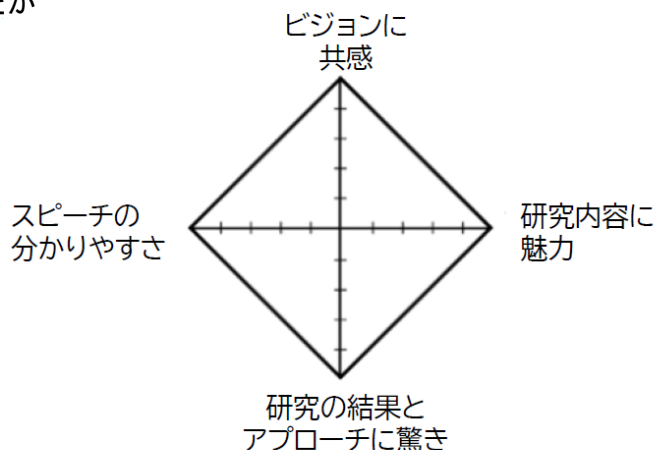 ビジョンに
共感
スピーチの
分かりやすさ
研究内容に
魅力
研究の結果と
アプローチに驚き